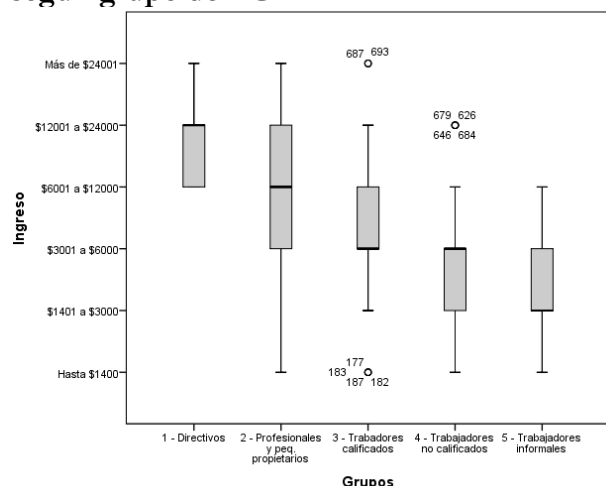 Más de $24001
$12001 a $24000
$6001 a $12000
$3001 a $6000
$1401 a $3000
Hasta $1400
Ingreso
687 693
679 626
646 684
177
183
187 182
1 - Directivos
2 - Profesionales
y peq.
propietarios
3 - Trabadores
calificados
4 - Trabajadores
no calificados
5 - Trabajadores
informales
Grupos